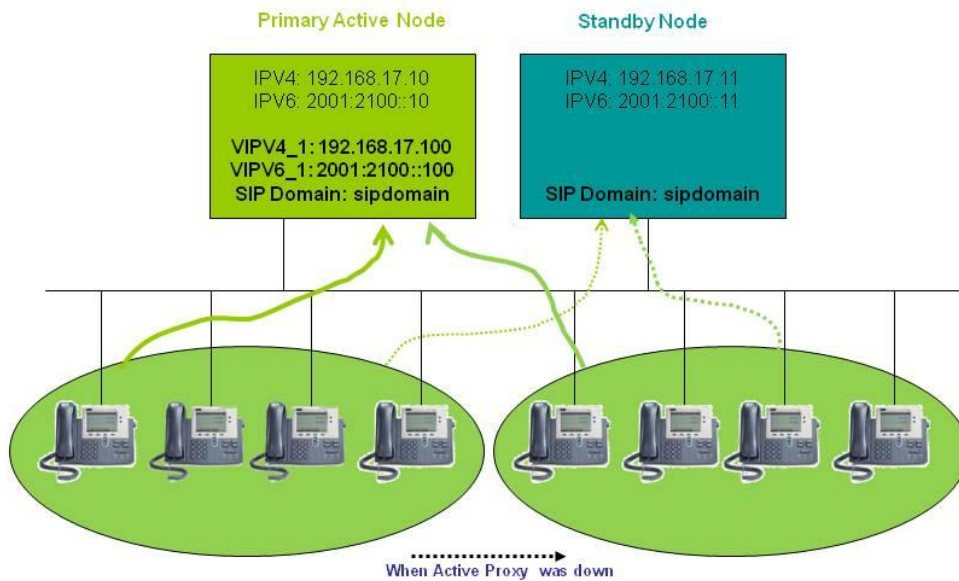 Primary Active Node
Standby Node
IPV4: 192.168.17.10
IPV6: 2001:2100::10
VIPV4_1: 192.168.17.100
VIPV6_1: 2001:2100::100
SIP Domain: sipdomain
IPV4: 192.168.17.11
IPV6: 2001:2100::11
SIP Domain: sipdomain
When Active Proxy was down